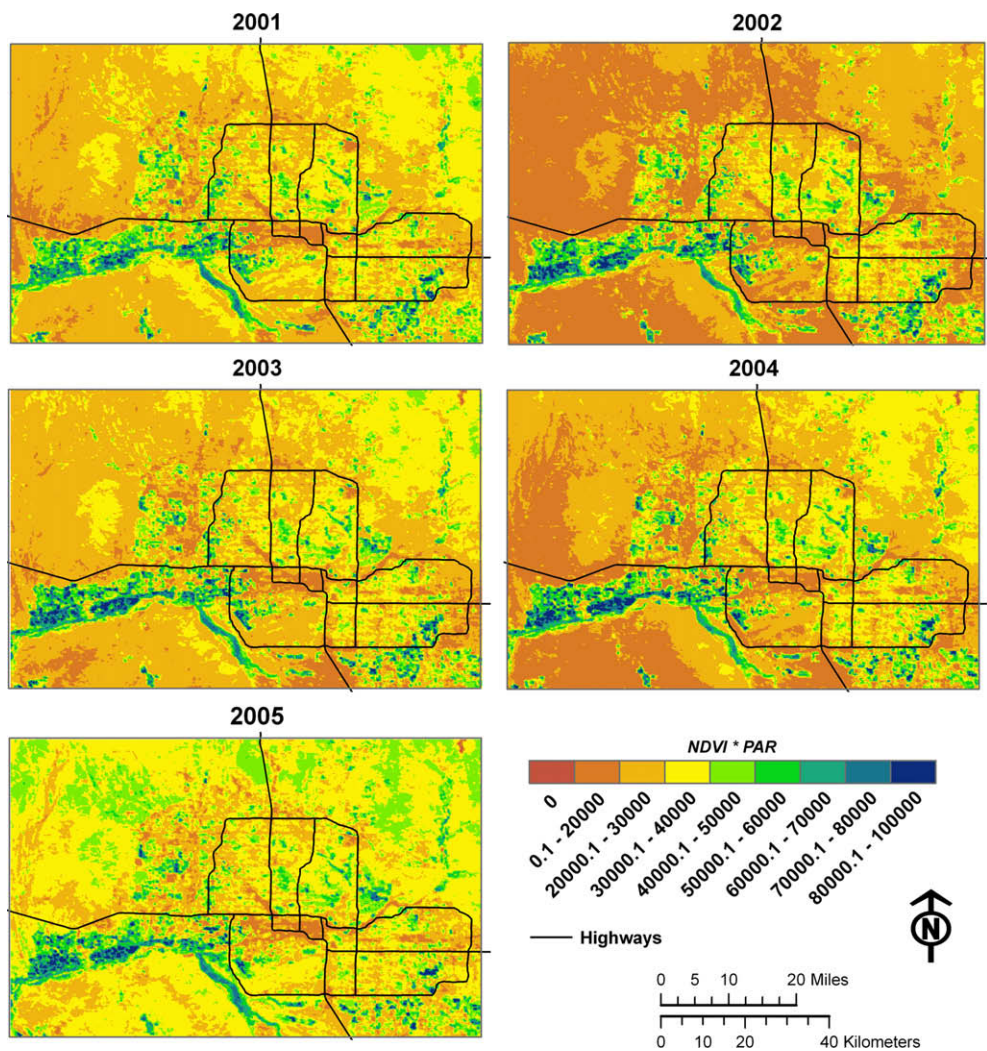 2001
2002
2003
2004
2005
NDVI * PAR
0
0.1 - 20000
20000.1 - 30000
30000.1 - 40000
40000.1 - 50000
50000.1 - 60000
60000.1 - 70000
70000.1 - 80000
80000.1 - 100000
Highways
N
0 5 10 20 Miles
0 10 20 40 Kilometers